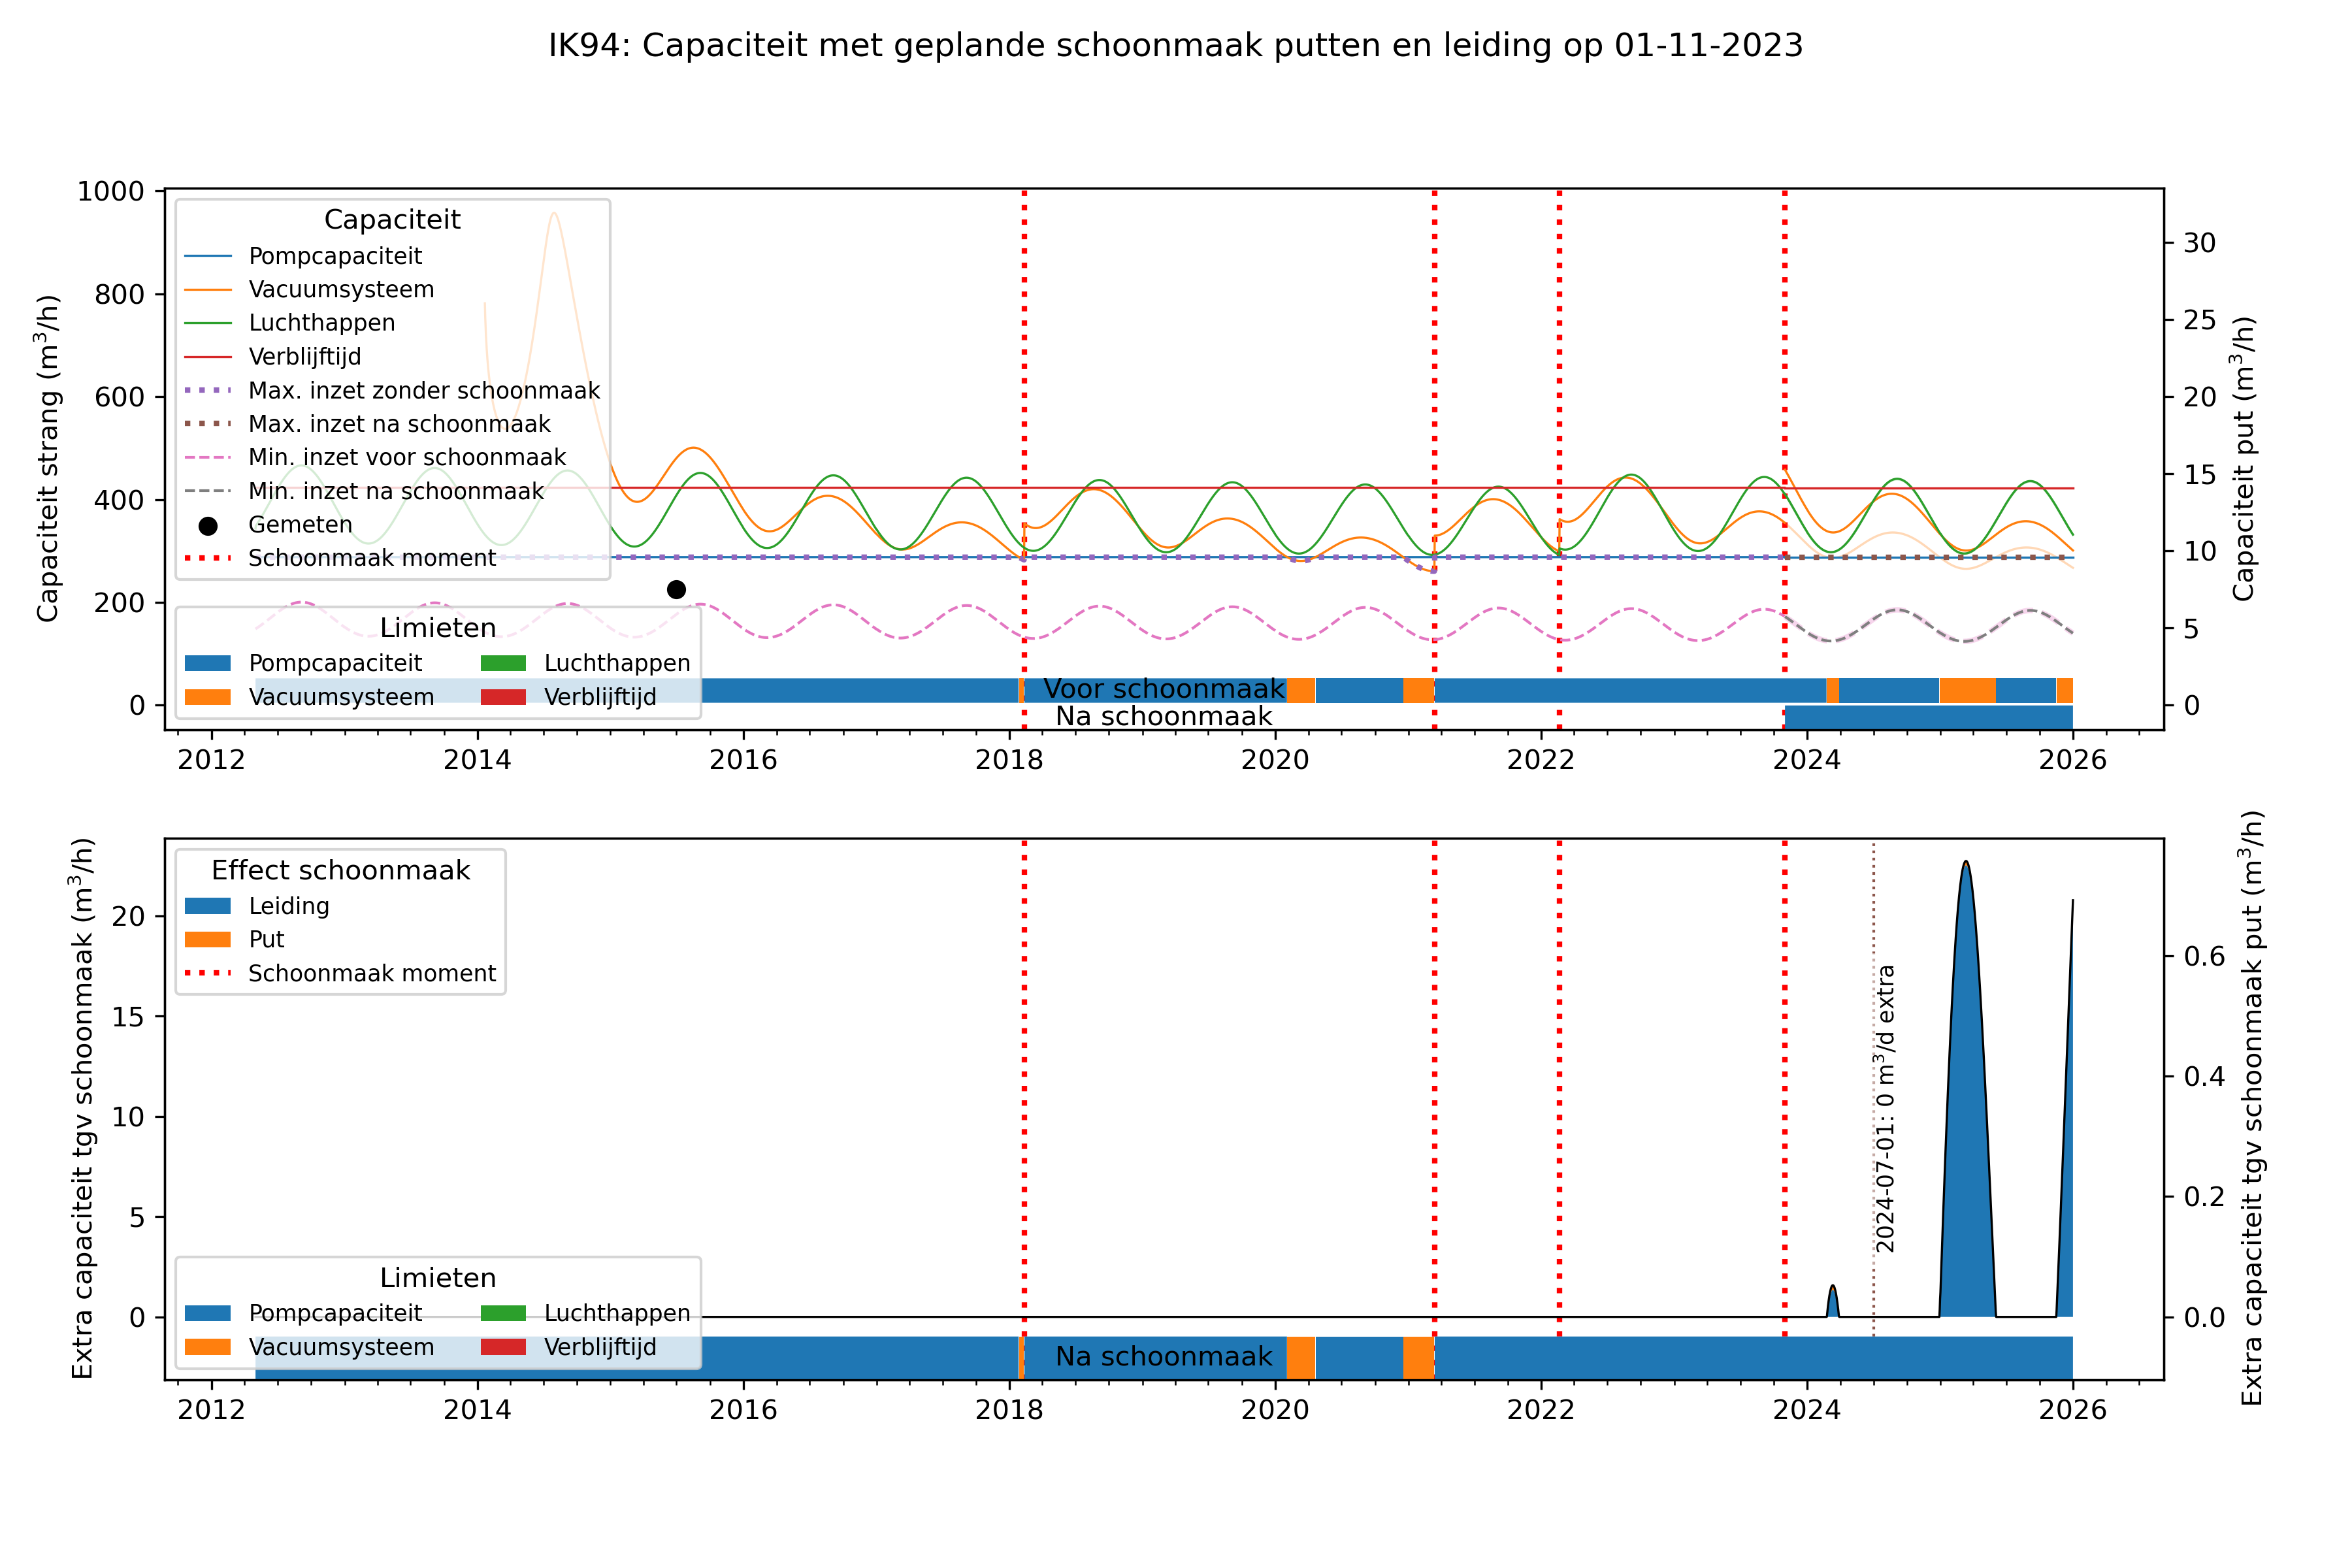 IK94: Capaciteit met geplande schoonmaak putten en leiding op 01-11-2023
Capaciteit strang (m³/h)
1000
800
600
400
200
0
Capaciteit
Pompcapaciteit
Vacuumsysteem
Luchthappen
Verblijftijd
Max. inzet zonder schoonmaak
Max. inzet na schoonmaak
Min. inzet voor schoonmaak
Min. inzet na schoonmaak
Gemeten
Schoonmaak moment
Limieten
Pompcapaciteit
Vacuumsysteem
Luchthappen
Verblijftijd
Voor schoonmaak
Na schoonmaak
30
25
20
15
10
5
0
Capaciteit put (m³/h)
2012 2014 2016 2018 2020 2022 2024 2026
Extra capaciteit tgv schoonmaak (m³/h)
20
15
10
5
0
Effect schoonmaak
Leiding
Put
Schoonmaak moment
Limieten
Pompcapaciteit
Vacuumsysteem
Luchthappen
Verblijftijd
Na schoonmaak
2024-07-01: 0 m³/d extra
0.6
0.4
0.2
0.0
Extra capaciteit tgv schoonmaak put (m³/h)
2012 2014 2016 2018 2020 2022 2024 2026